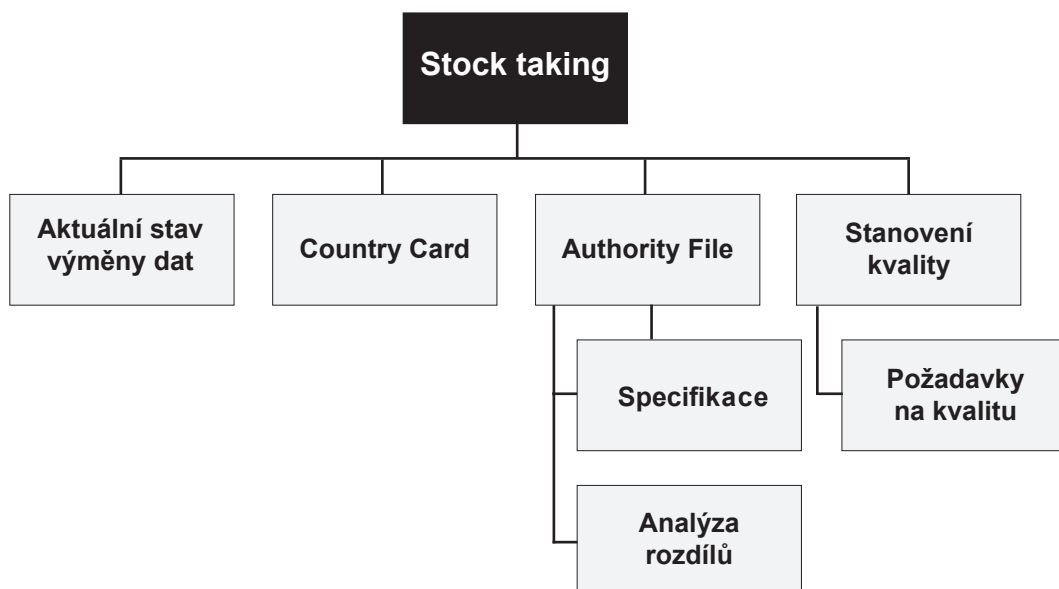 Stock taking
Aktuální stav
výměny dat
Country Card
Authority File
Stanovení
kvality
Specifikace
Požadavky
na kvalitu
Analýza
rozdílů